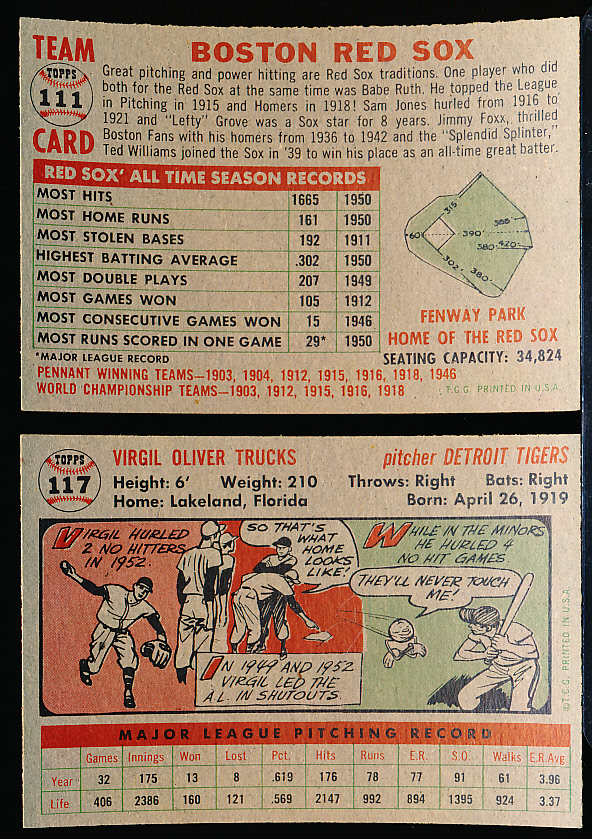 TEAM
TOPPS
111
CARD
BOSTON RED SOX
Great pitching and power hitting are Red Sox traditions. One player who did
both for the Red Sox at the same time was Babe Ruth. He topped the League
in Pitching in 1915 and Homers in 1918! Sam Jones hurled from 1916 to
1921 and "Lefty" Grove was a Sox star for 8 years. Jimmy Foxx, thrilled
Boston Fans with his homers from 1936 to 1942 and the "Splendid Splinter,"
Ted Williams joined the Sox in '39 to win his place as an all-time great batter.
RED SOX' ALL TIME SEASON RECORDS
MOST HITS 1665 1950
MOST HOME RUNS 161 1950
MOST STOLEN BASES 192 1911
HIGHEST BATTING AVERAGE .302 1950
MOST DOUBLE PLAYS 207 1949
MOST GAMES WON 105 1912
MOST CONSECUTIVE GAMES WON 15 1946
MOST RUNS SCORED IN ONE GAME 29* 1950
*MAJOR LEAGUE RECORD
PENNANT WINNING TEAMS—1903, 1904, 1912, 1915, 1916, 1918, 1946
WORLD CHAMPIONSHIP TEAMS—1903, 1912, 1915, 1916, 1918
315
388'
60'
390'
380'
420'
302'
380'
FENWAY PARK
HOME OF THE RED SOX
SEATING CAPACITY: 34,824
T.C.G. PRINTED IN U.S.A.
TOPPS
117
VIRGIL OLIVER TRUCKS pitcher DETROIT TIGERS
Height: 6' Weight: 210 Throws: Right Bats: Right
Home: Lakeland, Florida Born: April 26, 1919
VIRGIL HURLED
2 NO HITTERS
IN 1952.
SO THAT'S
WHAT
HOME
LOOKS
LIKE!
IN 1949 AND 1952
VIRGIL LED THE
A.L. IN SHUTOUTS.
WHILE IN THE MINORS
HE HURLED 4
NO HIT GAMES
THEY'LL NEVER TOUCH
ME!
©T.C.G. PRINTED IN U.S.A.
MAJOR LEAGUE PITCHING RECORD
Games Innings Won Lost Pct. Hits Runs E.R. S.O. Walks E.R.Avg
Year 32 175 13 8 .619 176 78 77 91 61 3.96
Life 406 2386 160 121 .569 2147 992 894 1395 924 3.37